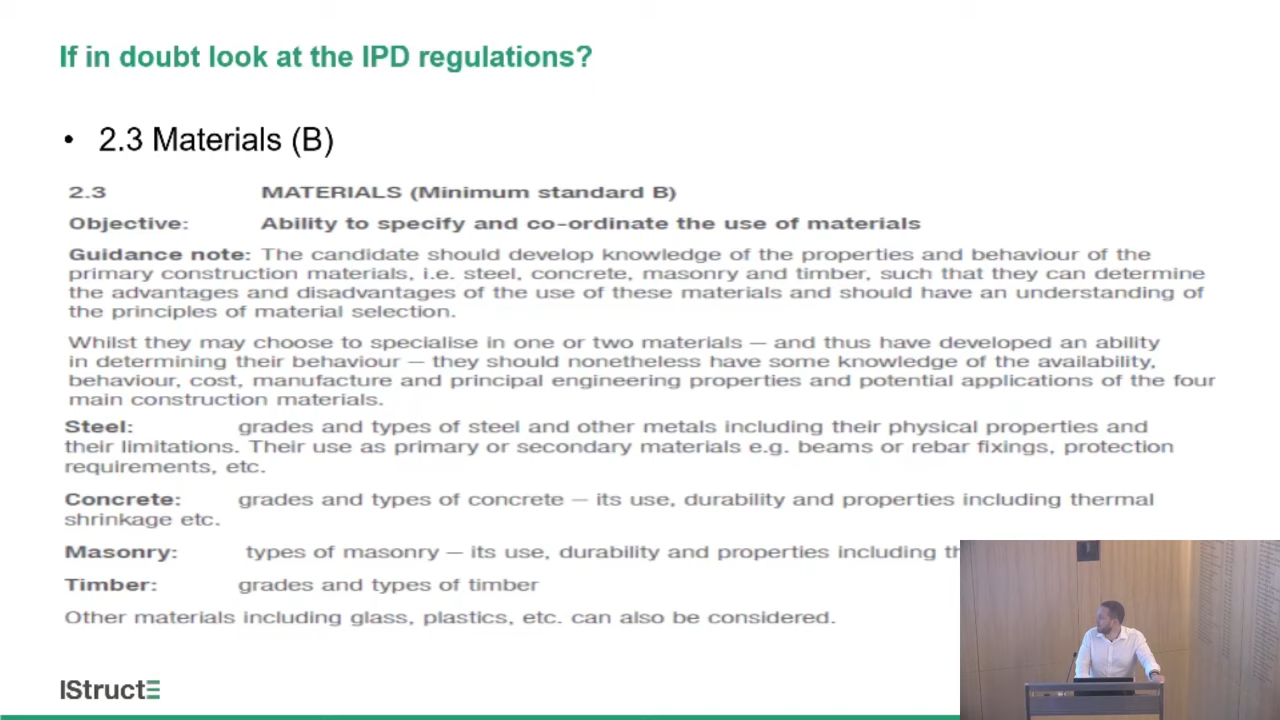 If in doubt look at the IPD regulations?
• 2.3 Materials (B)
2.3 MATERIALS (Minimum standard B)
Objective: Ability to specify and co-ordinate the use of materials
Guidance note: The candidate should develop knowledge of the properties and behaviour of the
primary construction materials, i.e. steel, concrete, masonry and timber, such that they can determine
the advantages and disadvantages of the use of these materials and should have an understanding of
the principles of material selection.
Whilst they may choose to specialise in one or two materials – and thus have developed an ability
in determining their behaviour – they should nonetheless have some knowledge of the availability,
behaviour, cost, manufacture and principal engineering properties and potential applications of the four
main construction materials.
Steel: grades and types of steel and other metals including their physical properties and
their limitations. Their use as primary or secondary materials e.g. beams or rebar fixings, protection
requirements, etc.
Concrete: grades and types of concrete – its use, durability and properties including thermal
shrinkage etc.
Masonry: types of masonry – its use, durability and properties including
Timber: grades and types of timber
Other materials including glass, plastics, etc. can also be considered.
IStructE